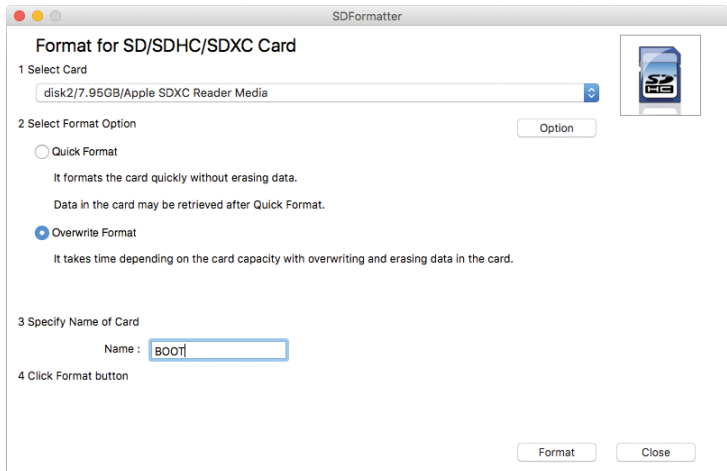 SDFormatter
Format for SD/SDHC/SDXC Card
1 Select Card
disk2/7.95GB/Apple SDXC Reader Media
2 Select Format Option
Option
Quick Format
It formats the card quickly without erasing data.
Data in the card may be retrieved after Quick Format.
Overwrite Format
It takes time depending on the card capacity with overwriting and erasing data in the card.
3 Specify Name of Card
Name : BOOT
4 Click Format button
Format Close
SD
HC